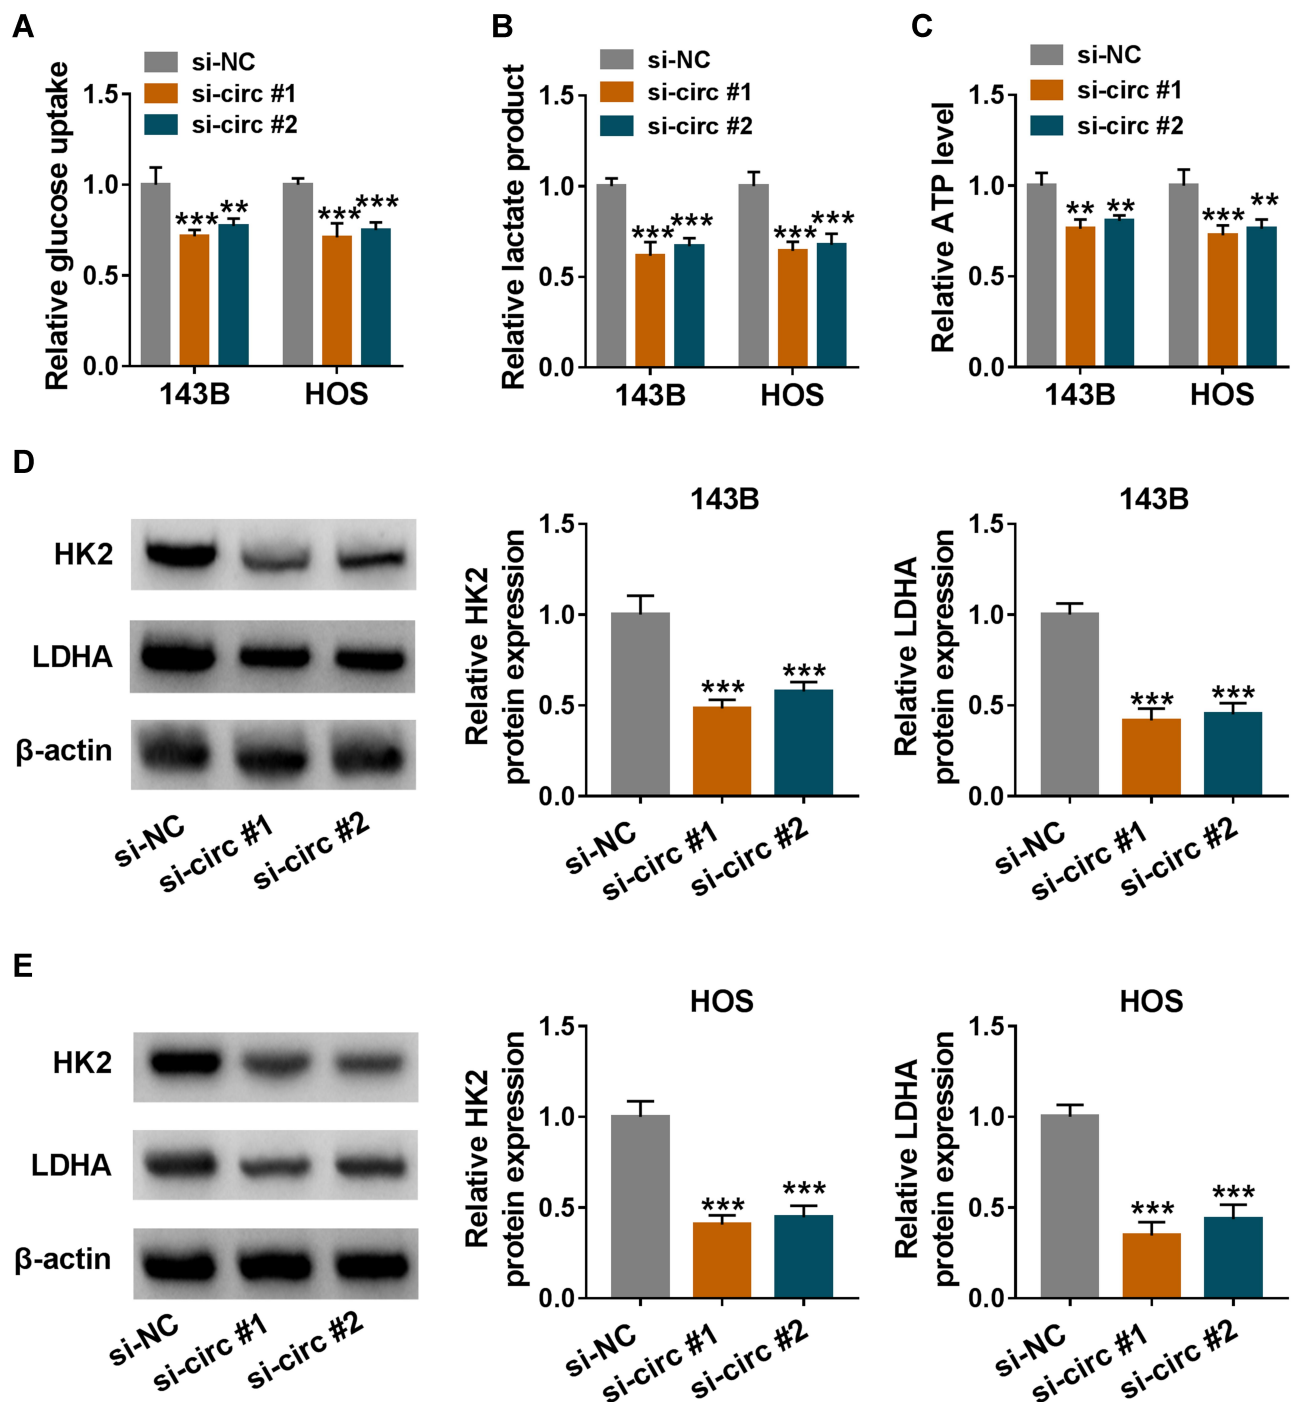 A
si-NC
si-circ #1
si-circ #2
Relative glucose uptake
1.5
1.0
0.5
0.0
***
**
***
***
143B
HOS
B
si-NC
si-circ #1
si-circ #2
Relative lactate product
1.5
1.0
0.5
0.0
***
***
***
***
143B
HOS
C
si-NC
si-circ #1
si-circ #2
Relative ATP level
1.5
1.0
0.5
0.0
**
**
***
**
143B
HOS
D
HK2
LDHA
β-actin
si-NC
si-circ #1
si-circ #2
143B
Relative HK2
protein expression
1.5
1.0
0.5
0.0
***
***
si-NC
si-circ #1
si-circ #2
143B
Relative LDHA
protein expression
1.5
1.0
0.5
0.0
***
***
si-NC
si-circ #1
si-circ #2
E
HK2
LDHA
β-actin
si-NC
si-circ #1
si-circ #2
HOS
Relative HK2
protein expression
1.5
1.0
0.5
0.0
***
***
si-NC
si-circ #1
si-circ #2
HOS
Relative LDHA
protein expression
1.5
1.0
0.5
0.0
***
***
si-NC
si-circ #1
si-circ #2